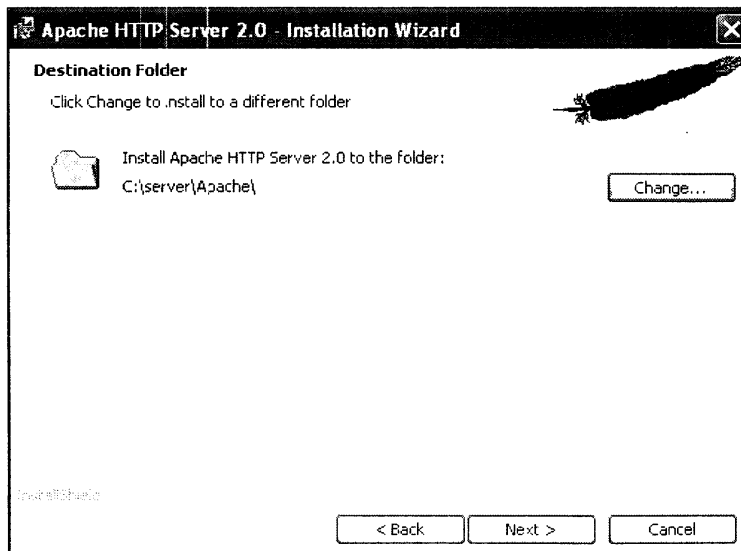 Apache HTTP Server 2.0 - Installation Wizard
Destination Folder
Click Change to .nstall to a different folder
Install Apache HTTP Server 2.0 to the folder:
C:\server\Apache\
Change...
InstallShield
< Back
Next >
Cancel